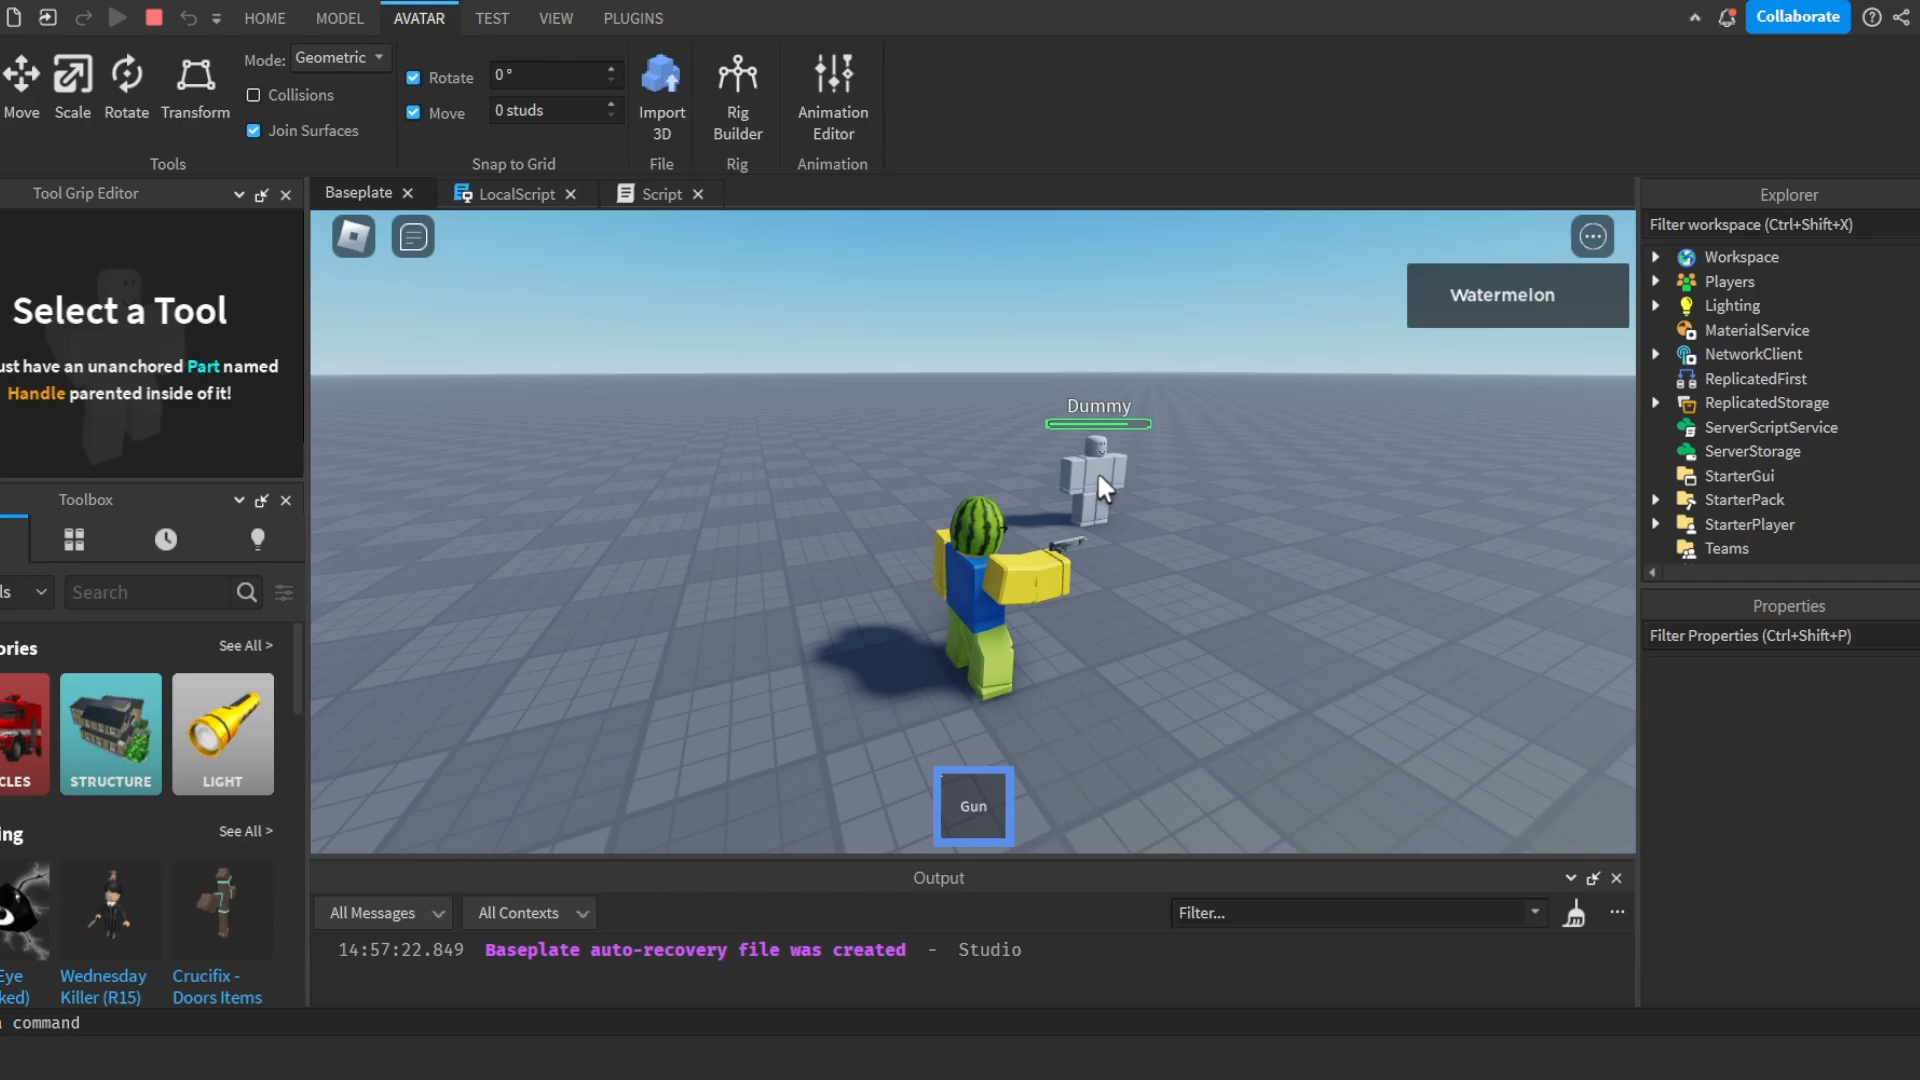 HOME
MODEL
AVATAR
TEST
VIEW
PLUGINS
Collaborate
Move
Scale
Rotate
Transform
Mode:
Geometric
Collisions
Join Surfaces
Tools
Rotate
0 °
Move
0 studs
Snap to Grid
Import
3D
File
Rig
Builder
Rig
Animation
Editor
Animation
Tool Grip Editor
Select a Tool
ust have an unanchored Part named
Handle parented inside of it!
Toolbox
ls
Search
ories
See All >
CLES
STRUCTURE
LIGHT
ing
See All >
Eye
ked)
Wednesday
Killer (R15)
Crucifix -
Doors Items
command
Baseplate
LocalScript
Script
Watermelon
Dummy
Gun
Output
All Messages
All Contexts
Filter...
14:57:22.849 Baseplate auto-recovery file was created - Studio
Explorer
Filter workspace (Ctrl+Shift+X)
Workspace
Players
Lighting
MaterialService
NetworkClient
ReplicatedFirst
ReplicatedStorage
ServerScriptService
ServerStorage
StarterGui
StarterPack
StarterPlayer
Teams
Properties
Filter Properties (Ctrl+Shift+P)